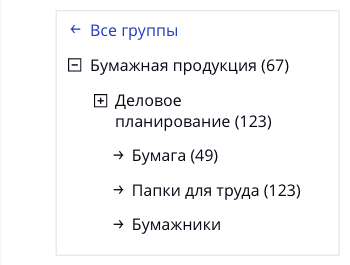 ← Все группы
Бумажная продукция (67)
Деловое
планирование (123)
→ Бумага (49)
→ Папки для труда (123)
→ Бумажники